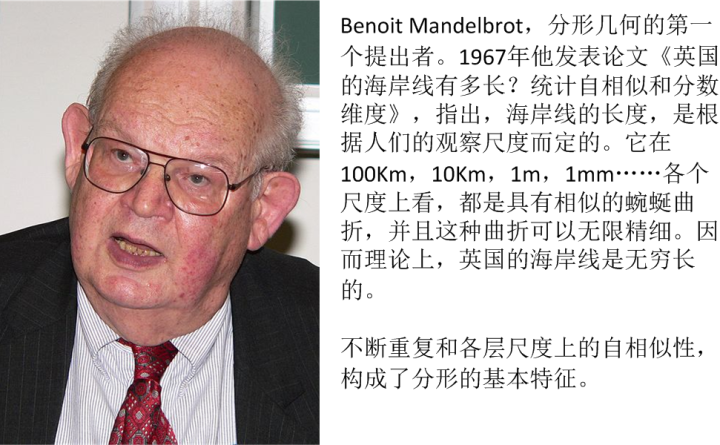 Benoit Mandelbrot，分形几何的第一
个提出者。1967年他发表论文《英国
的海岸线有多长？统计自相似和分数
维度》，指出，海岸线的长度，是根
据人们的观察尺度而定的。它在
100Km，10Km，1m，1mm……各个
尺度上看，都是具有相似的蜿蜒曲
折，并且这种曲折可以无限精细。因
而理论上，英国的海岸线是无穷长
的。
不断重复和各层尺度上的自相似性，
构成了分形的基本特征。